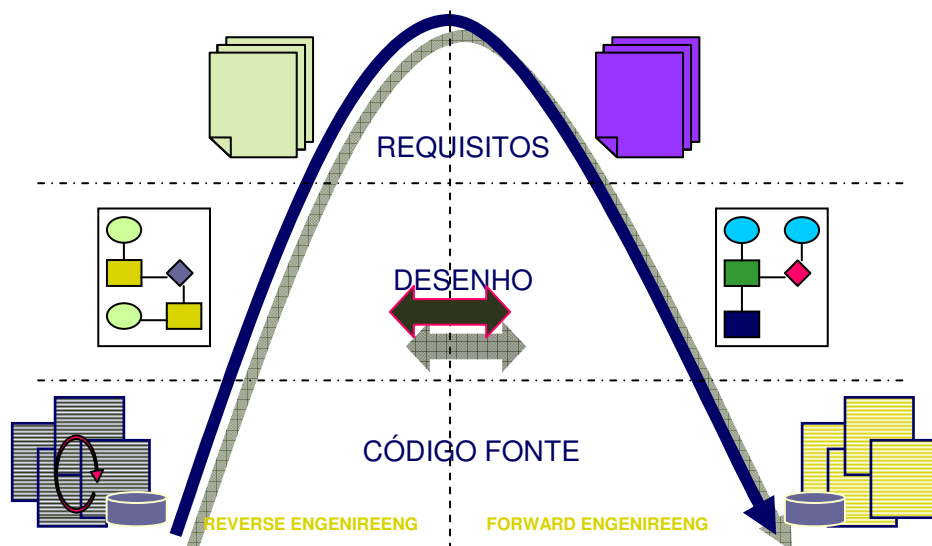 REQUISITOS
DESENHO
CÓDIGO FONTE
REVERSE ENGENIREENG
FORWARD ENGENIREENG